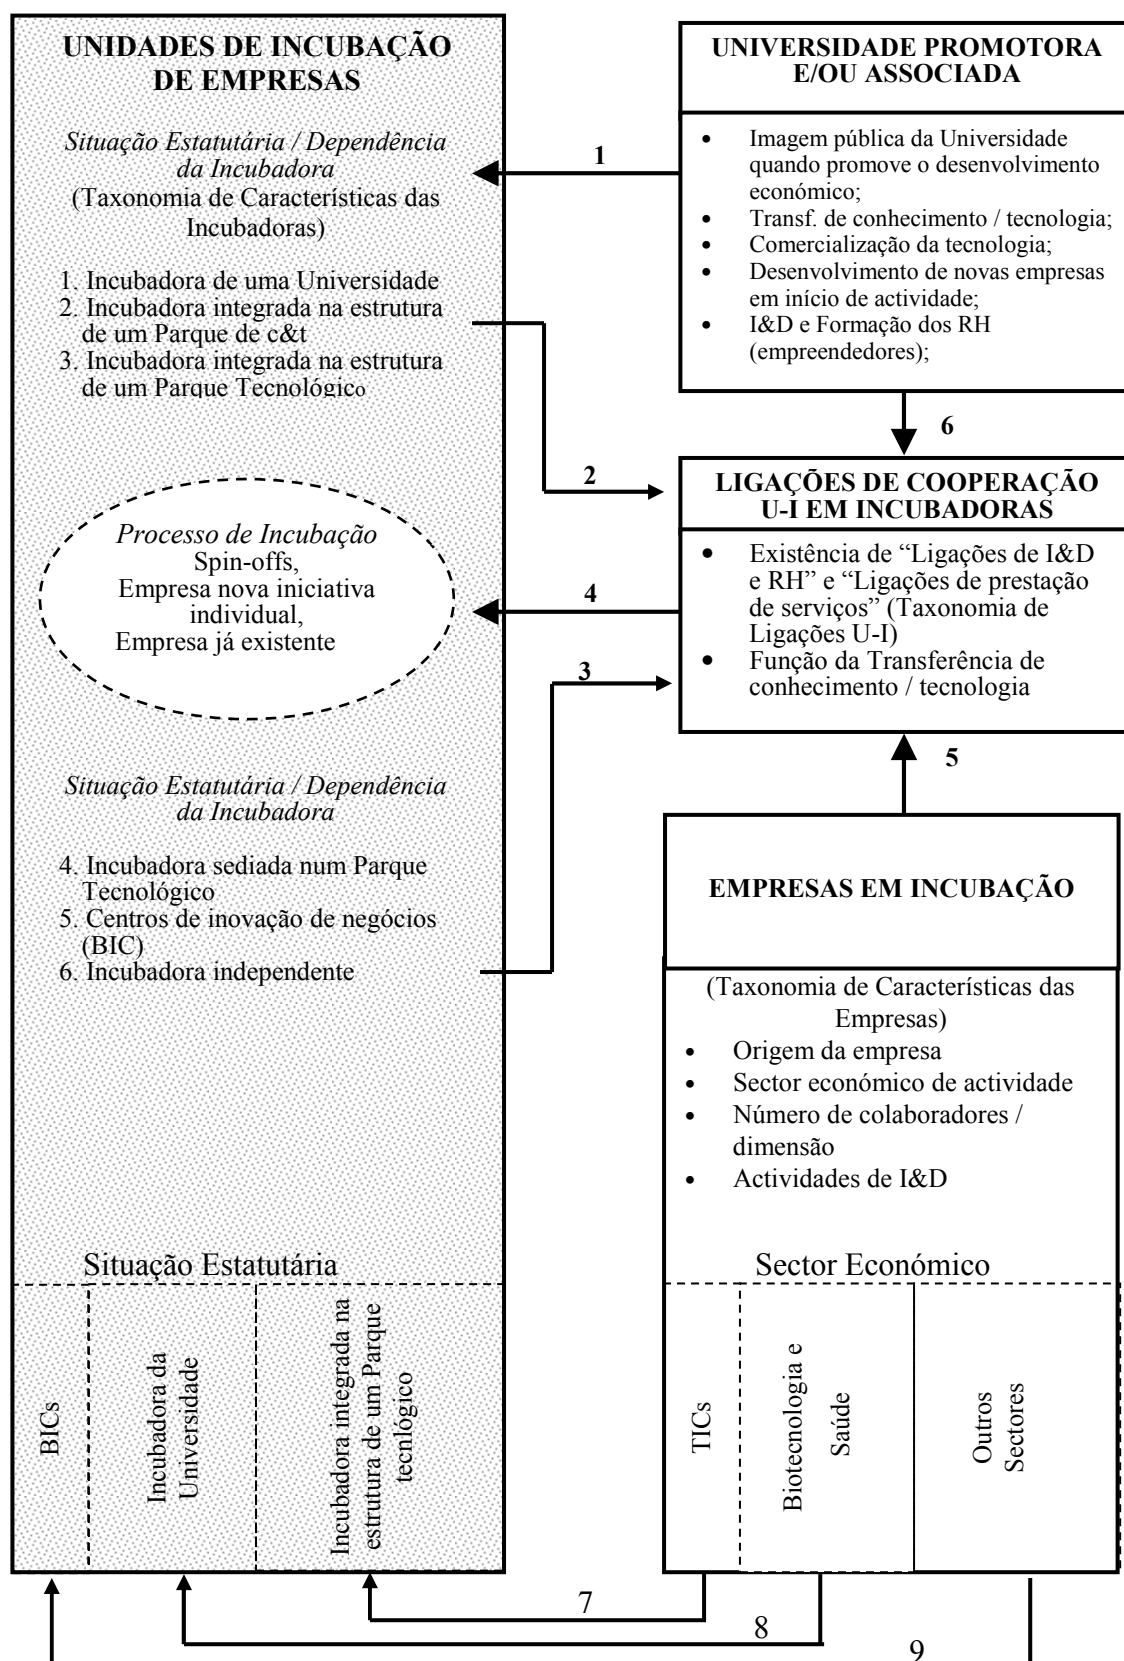 UNIDADES DE INCUBAÇÃO
DE EMPRESAS
Situação Estatutária / Dependência
da Incubadora
(Taxonomia de Características das
Incubadoras)
1. Incubadora de uma Universidade
2. Incubadora integrada na estrutura
de um Parque de c&t
3. Incubadora integrada na estrutura
de um Parque Tecnológico
Processo de Incubação
Spin-offs,
Empresa nova iniciativa
individual,
Empresa já existente
Situação Estatutária / Dependência
da Incubadora
4. Incubadora sediada num Parque
Tecnológico
5. Centros de inovação de negócios
(BIC)
6. Incubadora independente
Situação Estatutária
BICs
Incubadora da
Universidade
Incubadora integrada na
estrutura de um Parque
tecnlógico
1
2
4
3
UNIVERSIDADE PROMOTORA
E/OU ASSOCIADA
• Imagem pública da Universidade
quando promove o desenvolvimento
económico;
• Transf. de conhecimento / tecnologia;
• Comercialização da tecnologia;
• Desenvolvimento de novas empresas
em início de actividade;
• I&D e Formação dos RH
(empreendedores);
6
LIGAÇÕES DE COOPERAÇÃO
U-I EM INCUBADORAS
• Existência de “Ligações de I&D
e RH” e “Ligações de prestação
de serviços” (Taxonomia de
Ligações U-I)
• Função da Transferência de
conhecimento / tecnologia
5
EMPRESAS EM INCUBAÇÃO
(Taxonomia de Características das
Empresas)
• Origem da empresa
• Sector económico de actividade
• Número de colaboradores /
dimensão
• Actividades de I&D
Sector Económico
TICs
Biotecnologia e
Saúde
Outros
Sectores
7
8
9